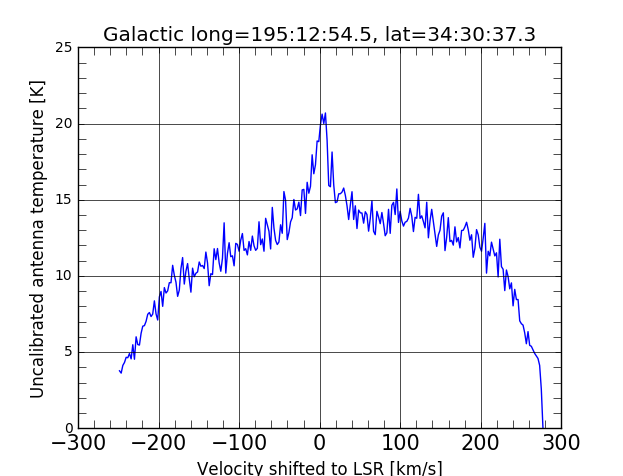 Galactic long=195:12:54.5, lat=34:30:37.3
25
20
15
10
5
0
Uncalibrated antenna temperature [K]
−300 −200 −100 0 100 200 300
Velocity shifted to LSR [km/s]